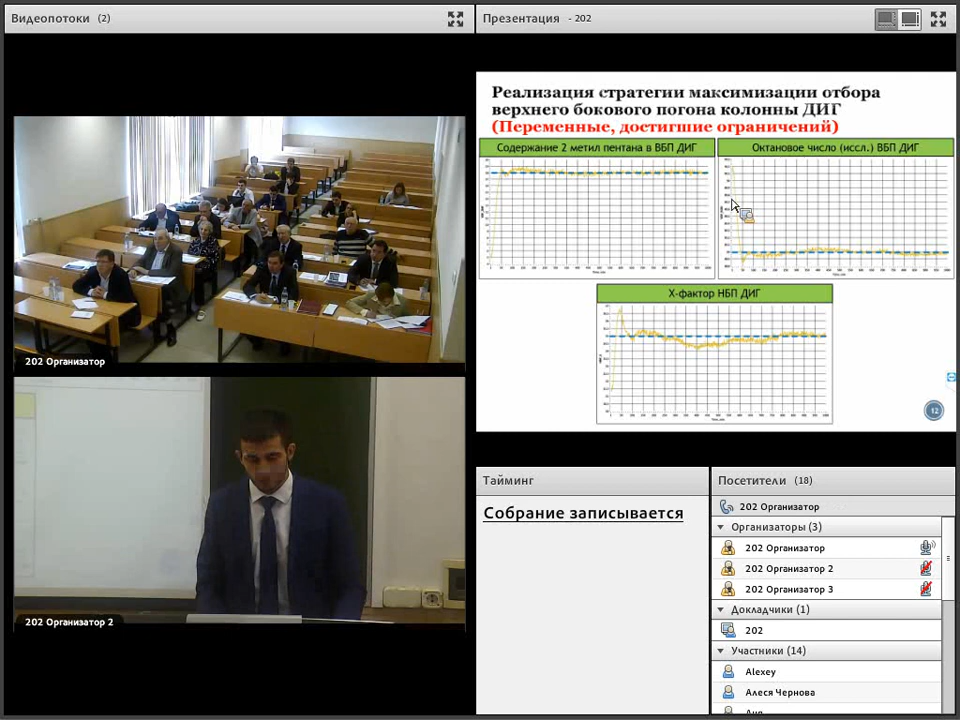 Видеопотоки (2)
Презентация - 202
202 Организатор
202 Организатор 2
Реализация стратегии максимизации отбора
верхнего бокового погона колонны ДИГ
(Переменные, достигшие ограничений)
Содержание 2 метил пентана в ВБП ДИГ
Октановое число (иссл.) ВБП ДИГ
Х-фактор НБП ДИГ
12
Тайминг
Собрание записывается
Посетители (18)
202 Организатор
Организаторы (3)
202 Организатор
202 Организатор 2
202 Организатор 3
Докладчики (1)
202
Участники (14)
Alexey
Алеся Чернова